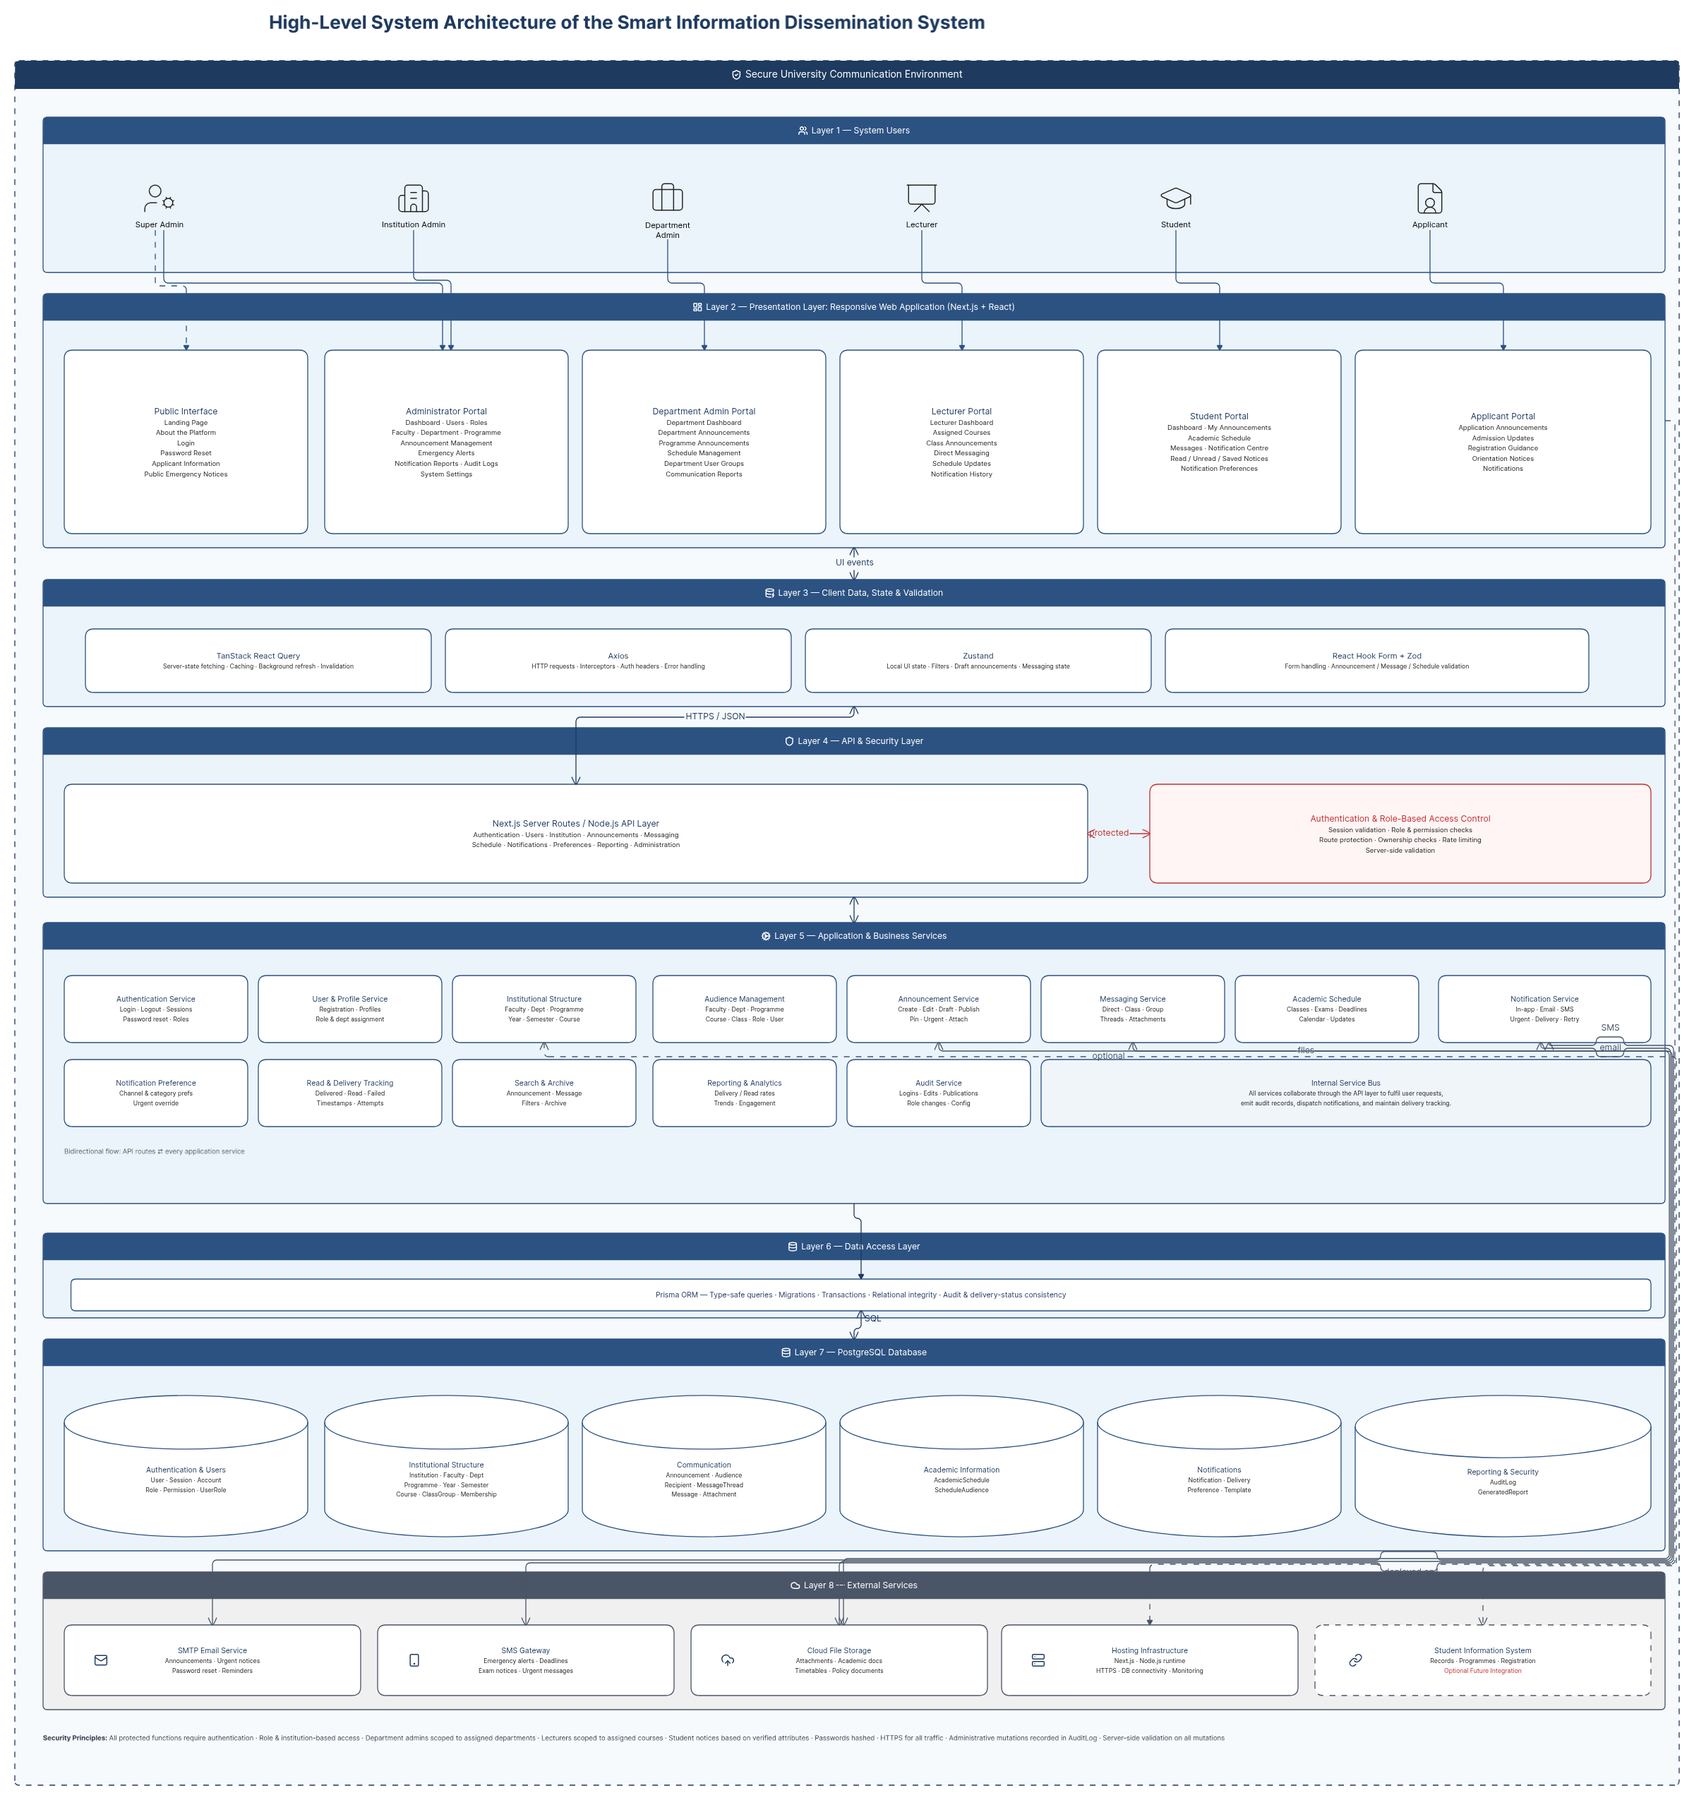 High-Level System Architecture of the Smart Information Dissemination System
Secure University Communication Environment
Layer 1 — System Users
Super Admin
Institution Admin
Department
Admin
Lecturer
Student
Applicant
Layer 2 — Presentation Layer: Responsive Web Application (Next.js + React)
Public Interface
Landing Page
About the Platform
Login
Password Reset
Applicant Information
Public Emergency Notices
Administrator Portal
Dashboard · Users · Roles
Faculty · Department · Programme
Announcement Management
Emergency Alerts
Notification Reports · Audit Logs
System Settings
Department Admin Portal
Department Dashboard
Department Announcements
Programme Announcements
Schedule Management
Department User Groups
Communication Reports
Lecturer Portal
Lecturer Dashboard
Assigned Courses
Class Announcements
Direct Messaging
Schedule Updates
Notification History
Student Portal
Dashboard · My Announcements
Academic Schedule
Messages · Notification Centre
Read / Unread / Saved Notices
Notification Preferences
Applicant Portal
Application Announcements
Admission Updates
Registration Guidance
Orientation Notices
Notifications
UI events
Layer 3 — Client Data, State & Validation
TanStack React Query
Server-state fetching · Caching · Background refresh · Invalidation
Axios
HTTP requests · Interceptors · Auth headers · Error handling
Zustand
Local UI state · Filters · Draft announcements · Messaging state
React Hook Form + Zod
Form handling · Announcement / Message / Schedule validation
HTTPS / JSON
Layer 4 — API & Security Layer
Next.js Server Routes / Node.js API Layer
Authentication · Users · Institution · Announcements · Messaging
Schedule · Notifications · Preferences · Reporting · Administration
protected
Authentication & Role-Based Access Control
Session validation · Role & permission checks
Route protection · Ownership checks · Rate limiting
Server-side validation
Layer 5 — Application & Business Services
Authentication Service
Login · Logout · Sessions
Password reset · Roles
User & Profile Service
Registration · Profiles
Role & dept assignment
Institutional Structure
Faculty · Dept · Programme
Year · Semester · Course
Audience Management
Faculty · Dept · Programme
Course · Class · Role · User
Announcement Service
Create · Edit · Draft · Publish
Pin · Urgent · Attach
Messaging Service
Direct · Class · Group
Threads · Attachments
Academic Schedule
Classes · Exams · Deadlines
Calendar · Updates
Notification Service
In-app · Email · SMS
Urgent · Delivery · Retry
SMS
email
files
optional
Notification Preference
Channel & category prefs
Urgent override
Read & Delivery Tracking
Delivered · Read · Failed
Timestamps · Attempts
Search & Archive
Announcement · Message
Filters · Archive
Reporting & Analytics
Delivery / Read rates
Trends · Engagement
Audit Service
Logins · Edits · Publications
Role changes · Config
Internal Service Bus
All services collaborate through the API layer to fulfil user requests,
emit audit records, dispatch notifications, and maintain delivery tracking.
Bidirectional flow: API routes ⇄ every application service
Layer 6 — Data Access Layer
Prisma ORM — Type-safe queries · Migrations · Transactions · Relational integrity · Audit & delivery-status consistency
SQL
Layer 7 — PostgreSQL Database
Authentication & Users
User · Session · Account
Role · Permission · UserRole
Institutional Structure
Institution · Faculty · Dept
Programme · Year · Semester
Course · ClassGroup · Membership
Communication
Announcement · Audience
Recipient · MessageThread
Message · Attachment
Academic Information
AcademicSchedule
ScheduleAudience
Notifications
Notification · Delivery
Preference · Template
Reporting & Security
AuditLog
GeneratedReport
Layer 8 — External Services
SMTP Email Service
Announcements · Urgent notices
Password reset · Reminders
SMS Gateway
Emergency alerts · Deadlines
Exam notices · Urgent messages
Cloud File Storage
Attachments · Academic docs
Timetables · Policy documents
Hosting Infrastructure
Next.js · Node.js runtime
HTTPS · DB connectivity · Monitoring
Student Information System
Records · Programmes · Registration
Optional Future Integration
Security Principles: All protected functions require authentication · Role & institution-based access · Department admins scoped to assigned departments · Lecturers scoped to assigned courses · Student notices based on verified attributes · Passwords hashed · HTTPS for all traffic · Administrative mutations recorded in AuditLog · Server-side validation on all mutations